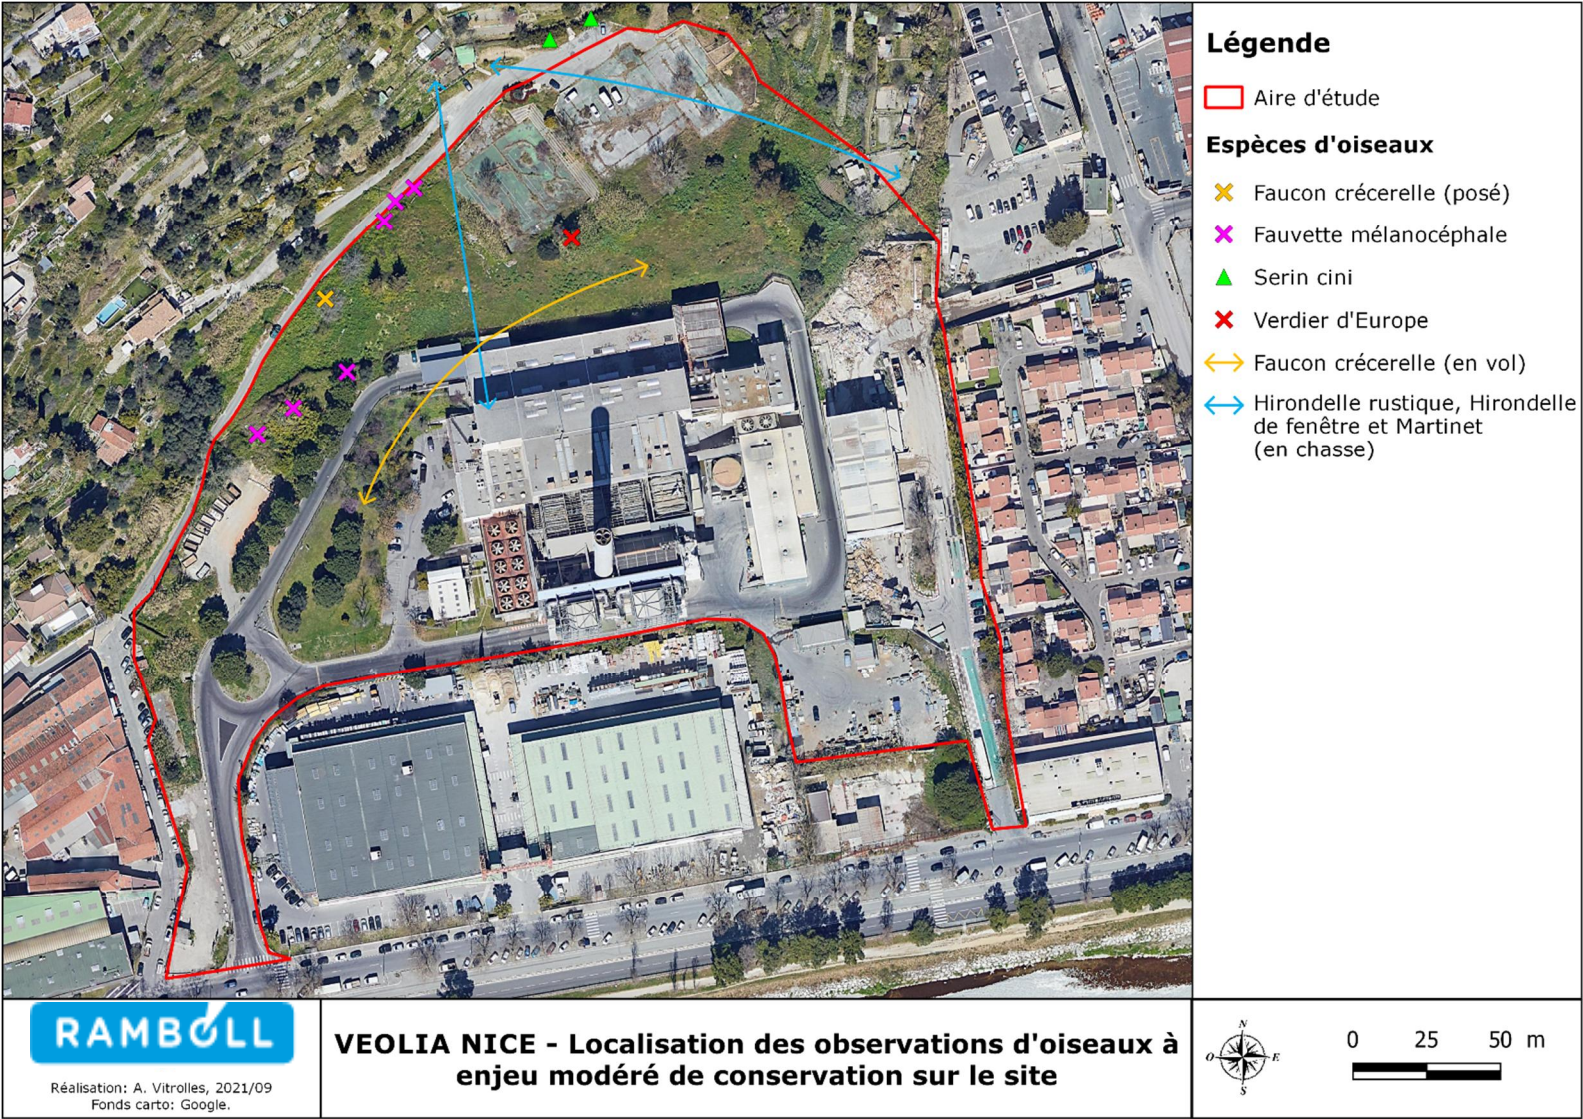 Légende
Aire d'étude
Espèces d'oiseaux
Faucon crécerelle (posé)
Fauvette mélanocéphale
Serin cini
Verdier d'Europe
Faucon crécerelle (en vol)
Hirondelle rustique, Hirondelle
de fenêtre et Martinet
(en chasse)
RAMBOLL
Réalisation: A. Vitrolles, 2021/09
Fonds carto: Google.
VEOLIA NICE - Localisation des observations d'oiseaux à
enjeu modéré de conservation sur le site
N
O E
S
0 25 50 m